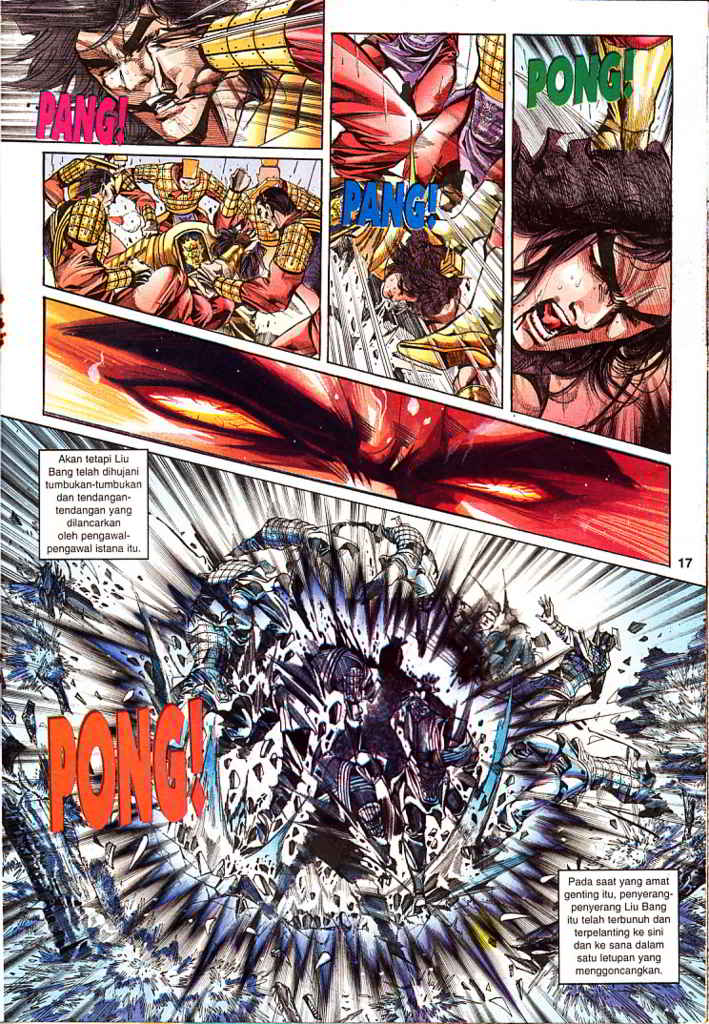 PANG!
PANG!
PONG!
Akan tetapi Liu
Bang telah dihujani
tumbukan-tumbukan
dan tendangan-
tendangan yang
dilancarkan
oleh pengawal-
pengawal istana itu.
17
PONG!
Pada saat yang amat
genting itu, penyerang-
penyerang Liu Bang
itu telah terbunuh dan
terpelanting ke sini
dan ke sana dalam
satu letupan yang
menggoncangkan.